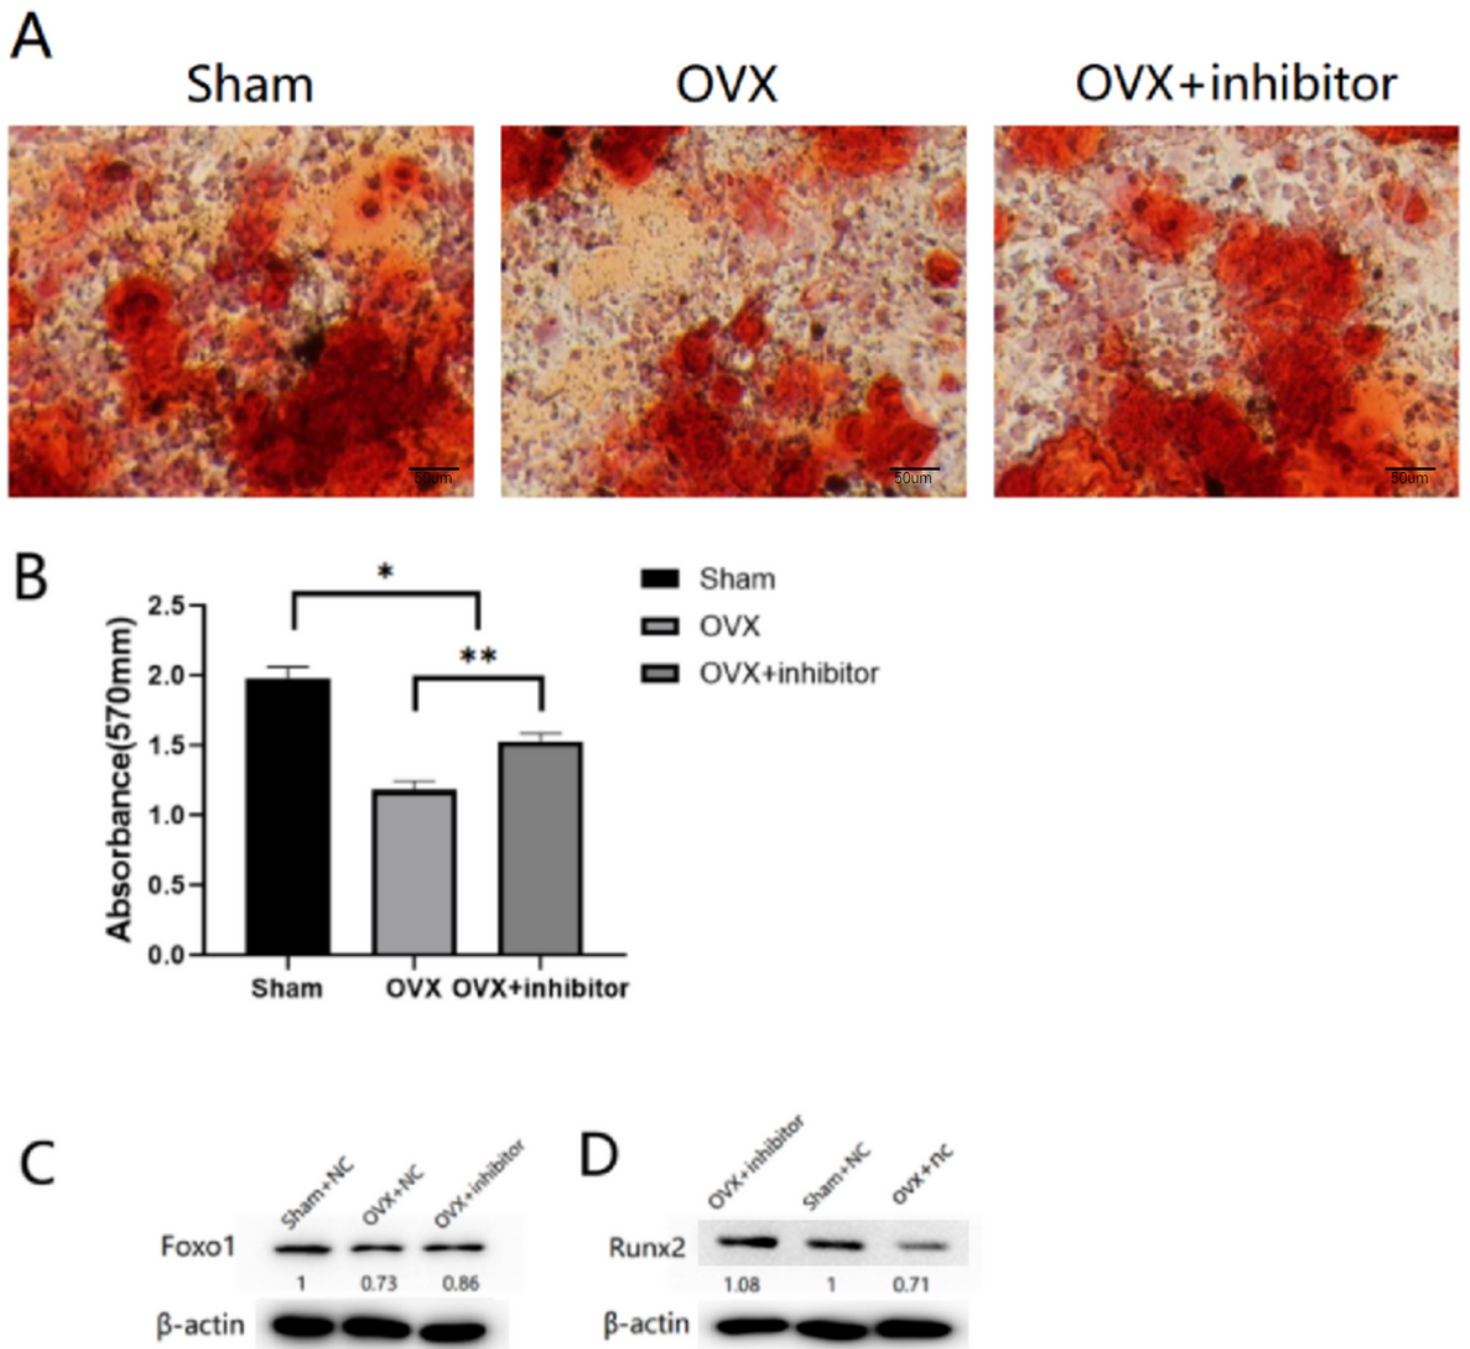 A
Sham
OVX
OVX+inhibitor
50um
50um
50um
B
*
**
2.5
2.0
1.5
1.0
0.5
0.0
Absorbance(570mm)
Sham
OVX
OVX+inhibitor
Sham
OVX
OVX+inhibitor
C
Sham+NC
OVX+NC
OVX+inhibitor
Foxo1
1
0.73
0.86
β-actin
D
OVX+inhibitor
Sham+NC
ovx+nc
Runx2
1.08
1
0.71
β-actin